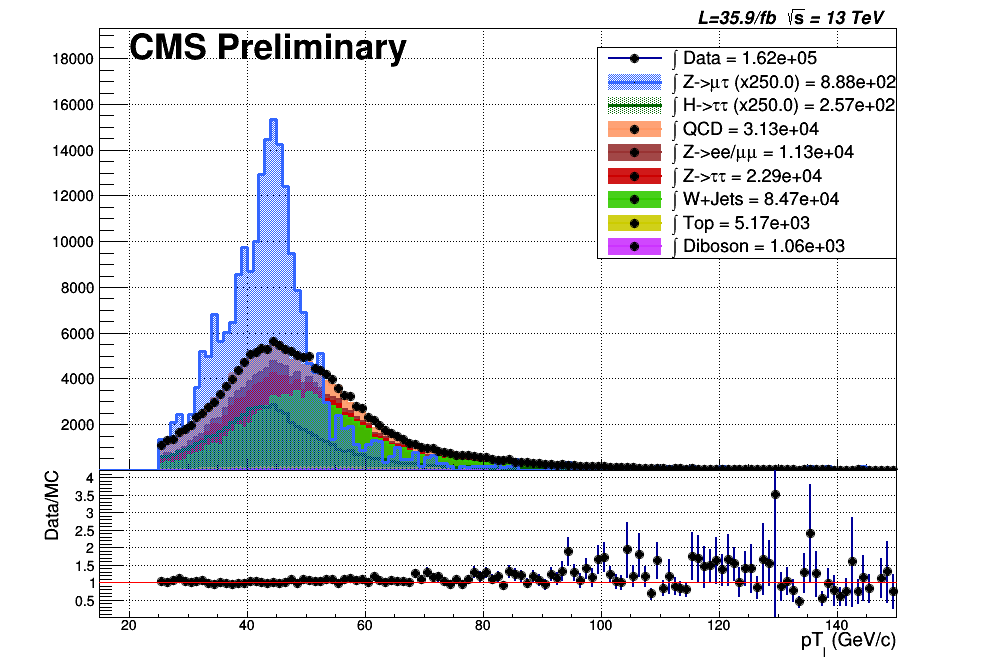 L=35.9/fb √s = 13 TeV
CMS Preliminary
∫ Data = 1.62e+05
∫ Z->μτ (x250.0) = 8.88e+02
∫ H->ττ (x250.0) = 2.57e+02
∫ QCD = 3.13e+04
∫ Z->ee/μμ = 1.13e+04
∫ Z->ττ = 2.29e+04
∫ W+Jets = 8.47e+04
∫ Top = 5.17e+03
∫ Diboson = 1.06e+03
18000
16000
14000
12000
10000
8000
6000
4000
2000
Data/MC
4
3.5
3
2.5
2
1.5
1
0.5
20 40 60 80 100 120 140
pT_l (GeV/c)